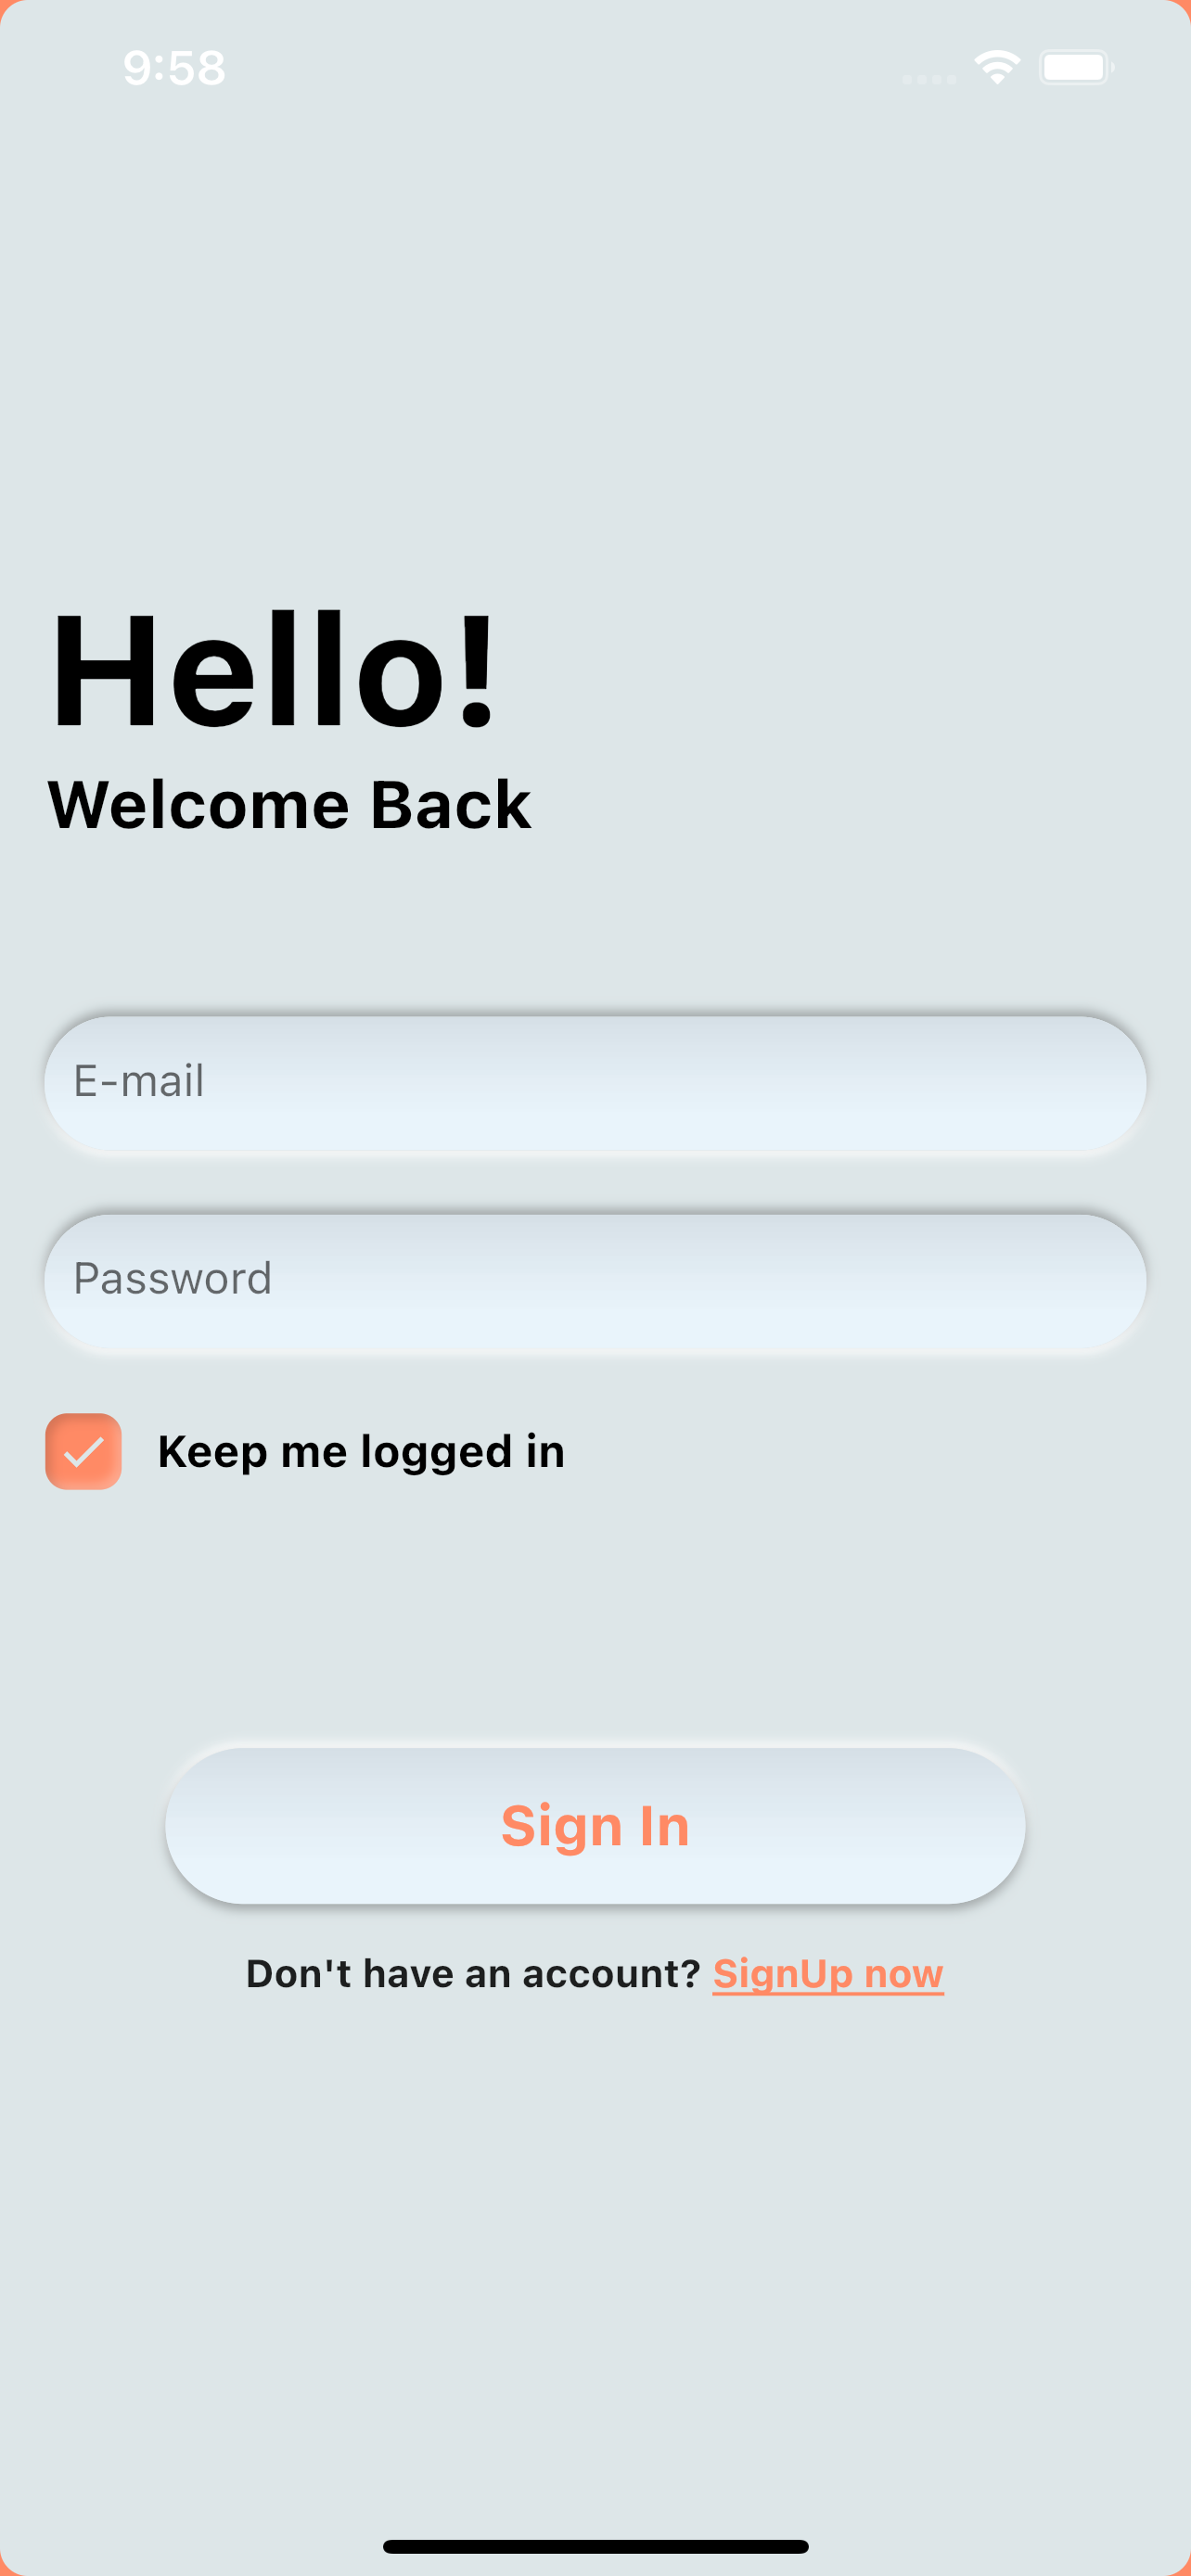 9:58
Hello!
Welcome Back
E-mail
Password
Keep me logged in
Sign In
Don't have an account? SignUp now